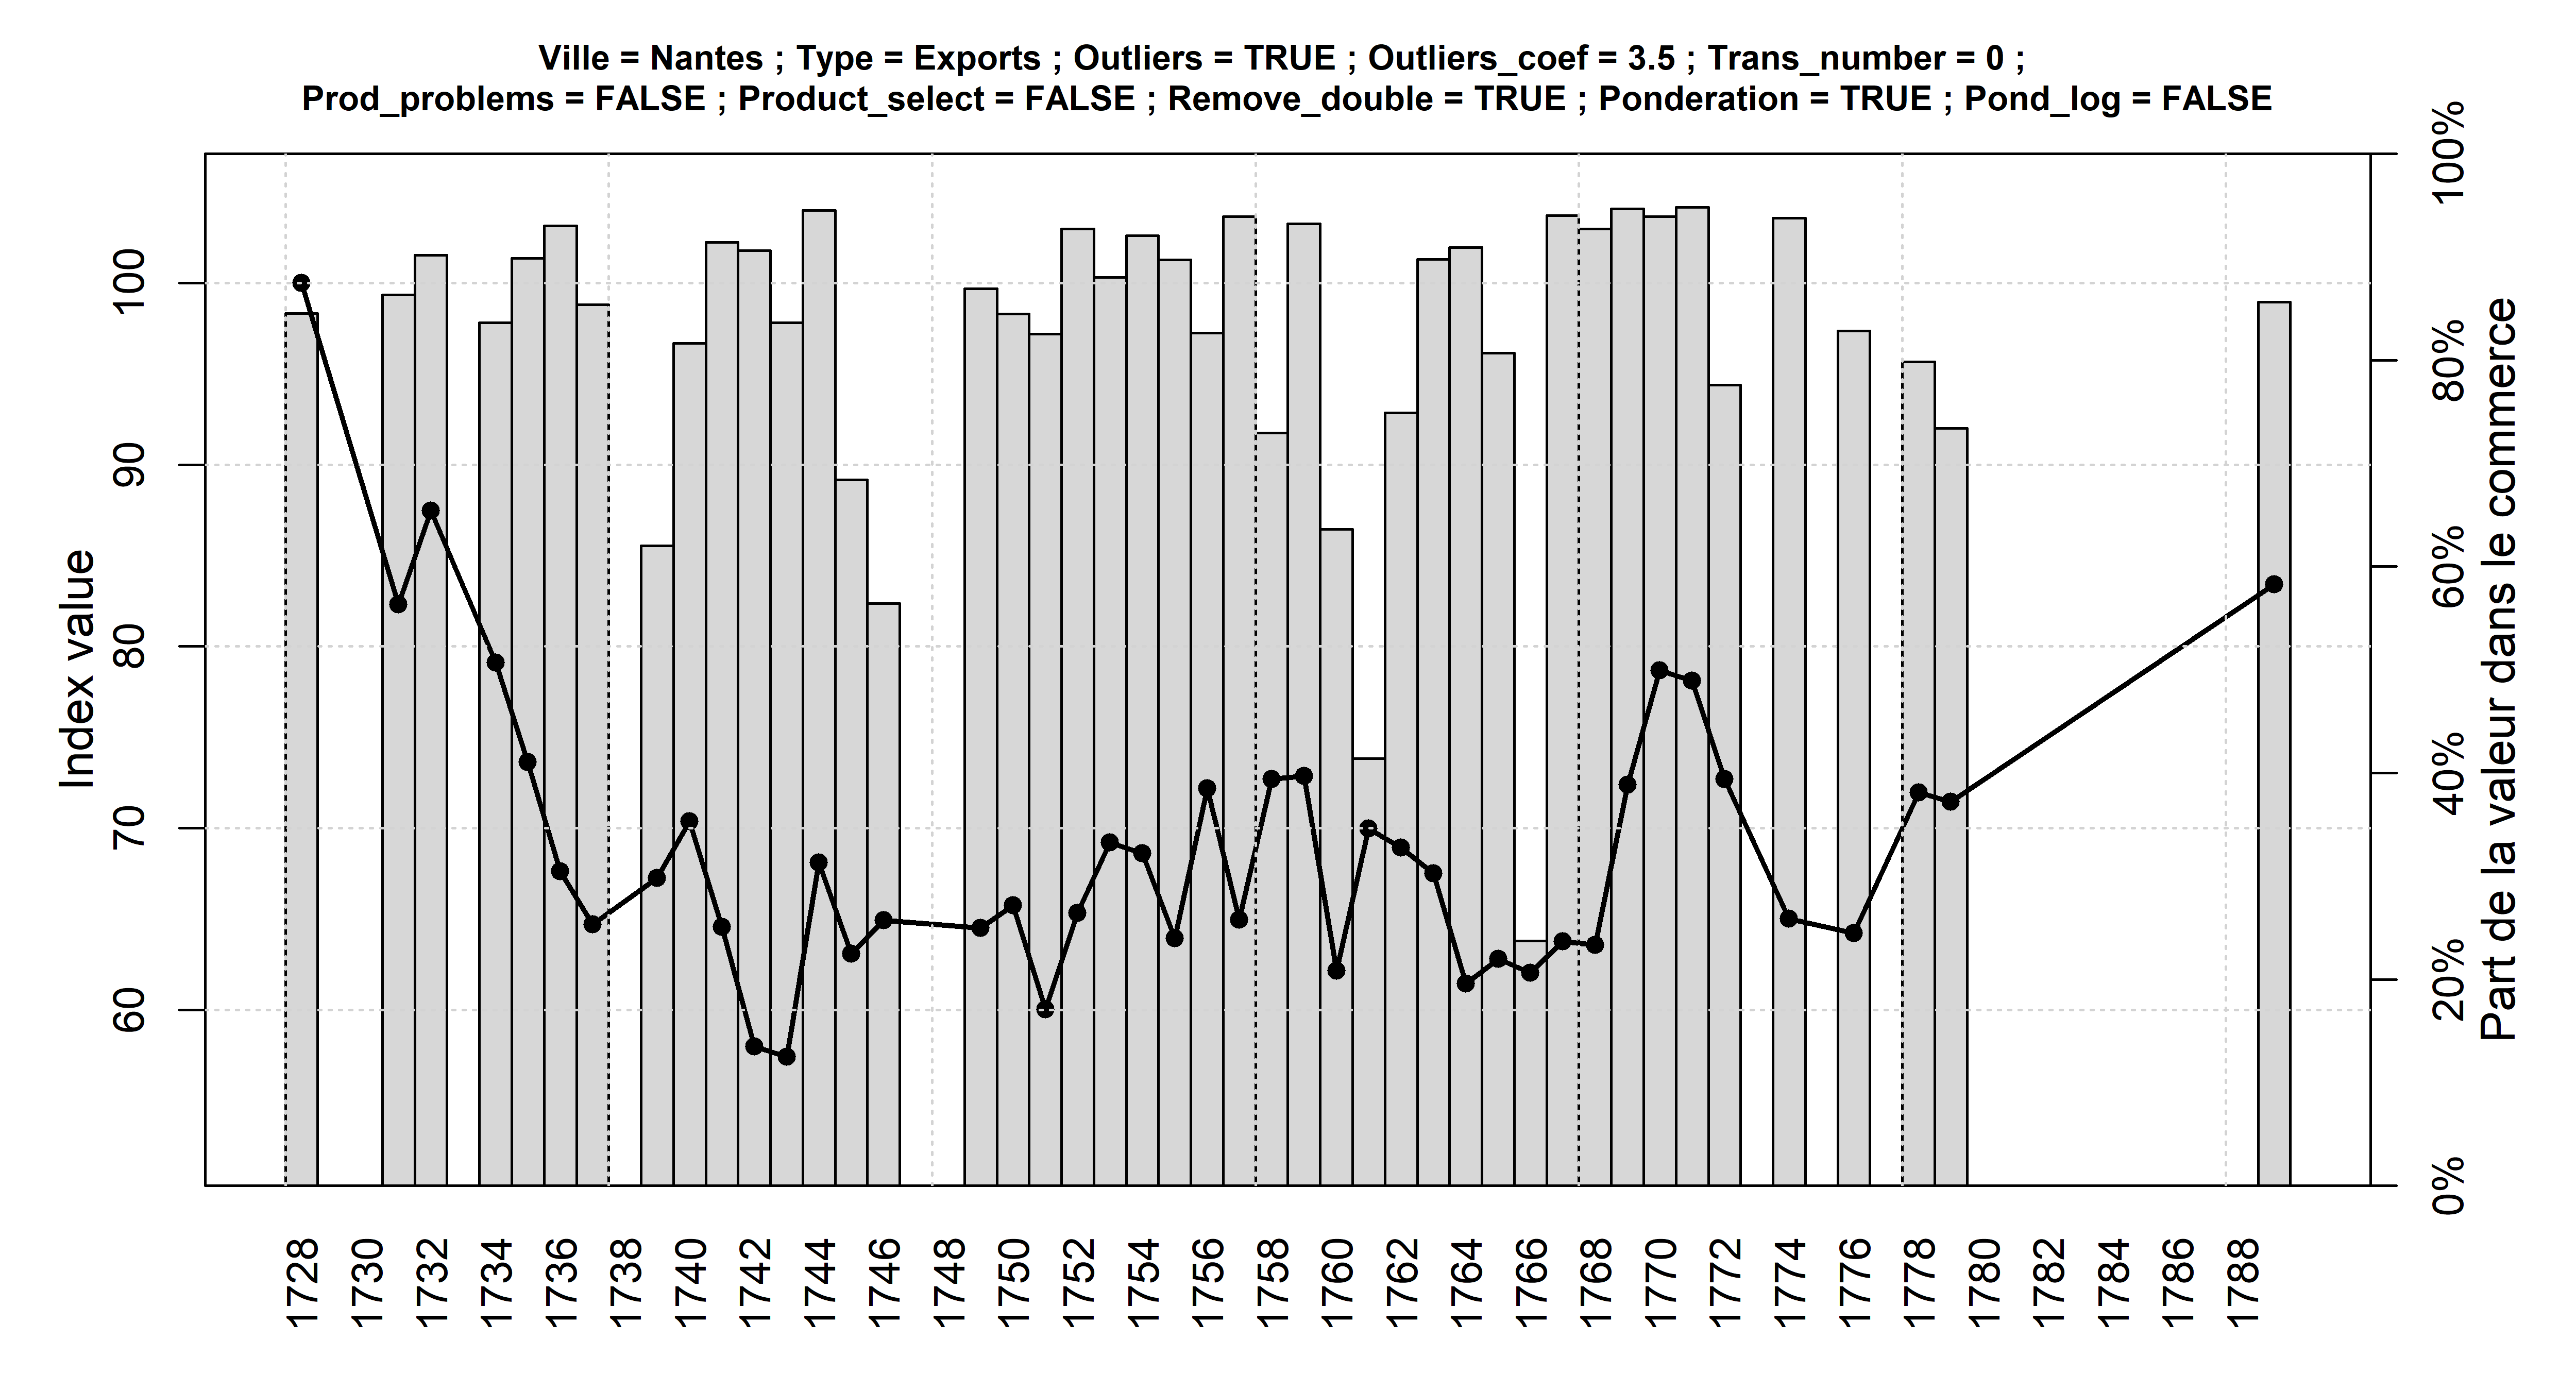 Ville = Nantes ; Type = Exports ; Outliers = TRUE ; Outliers_coef = 3.5 ; Trans_number = 0 ;
Prod_problems = FALSE ; Product_select = FALSE ; Remove_double = TRUE ; Ponderation = TRUE ; Pond_log = FALSE
Index value
100
90
80
70
60
100%
80%
60%
40%
20%
0%
Part de la valeur dans le commerce
1728 1730 1732 1734 1736 1738 1740 1742 1744 1746 1748 1750 1752 1754 1756 1758 1760 1762 1764 1766 1768 1770 1772 1774 1776 1778 1780 1782 1784 1786 1788